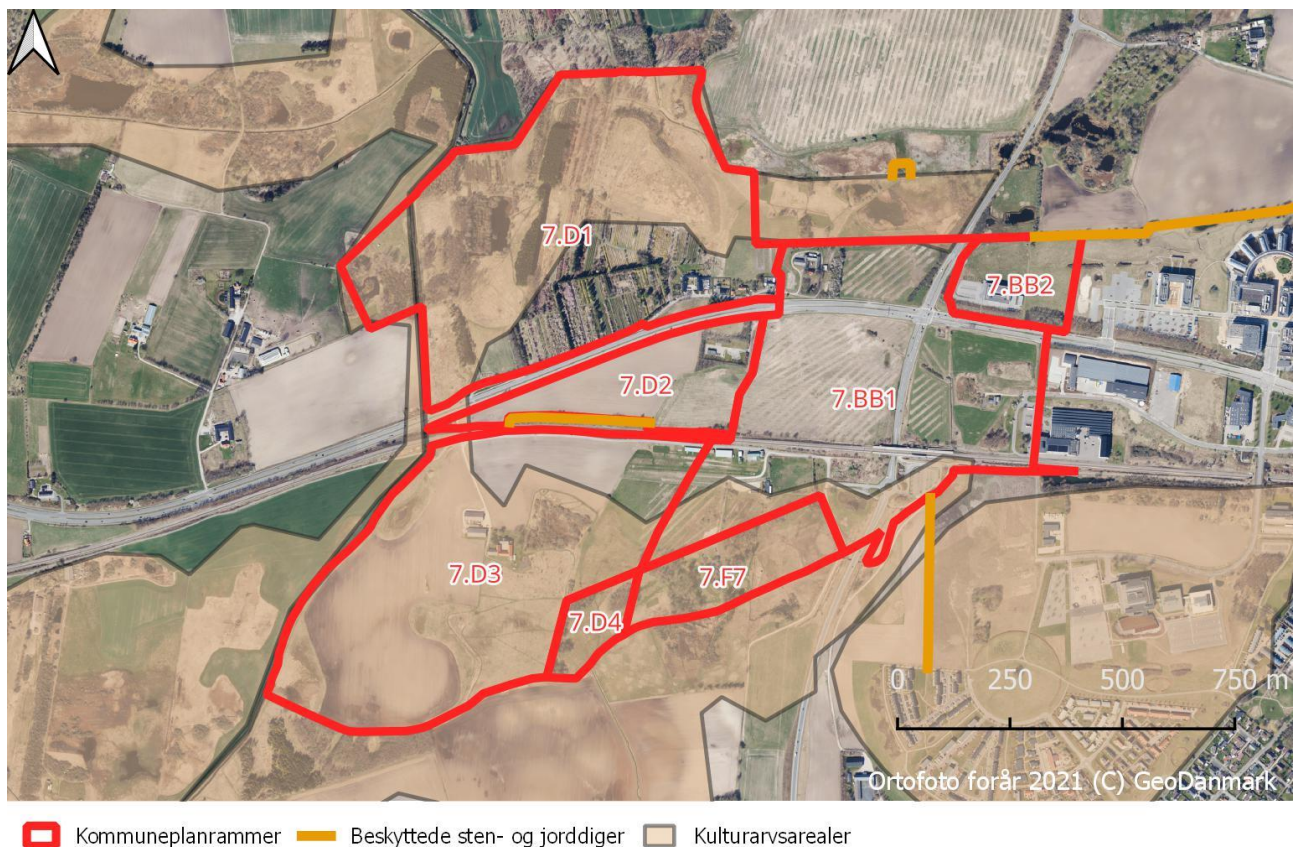 7.D1
7.BB2
7.D2
7.BB1
7.D3
7.F7
7.D4
0 250 500 750 m
Ortofoto forår 2021 (C) GeoDanmark
Kommuneplanrammer Beskyttede sten- og jorddiger Kulturarvsarealer